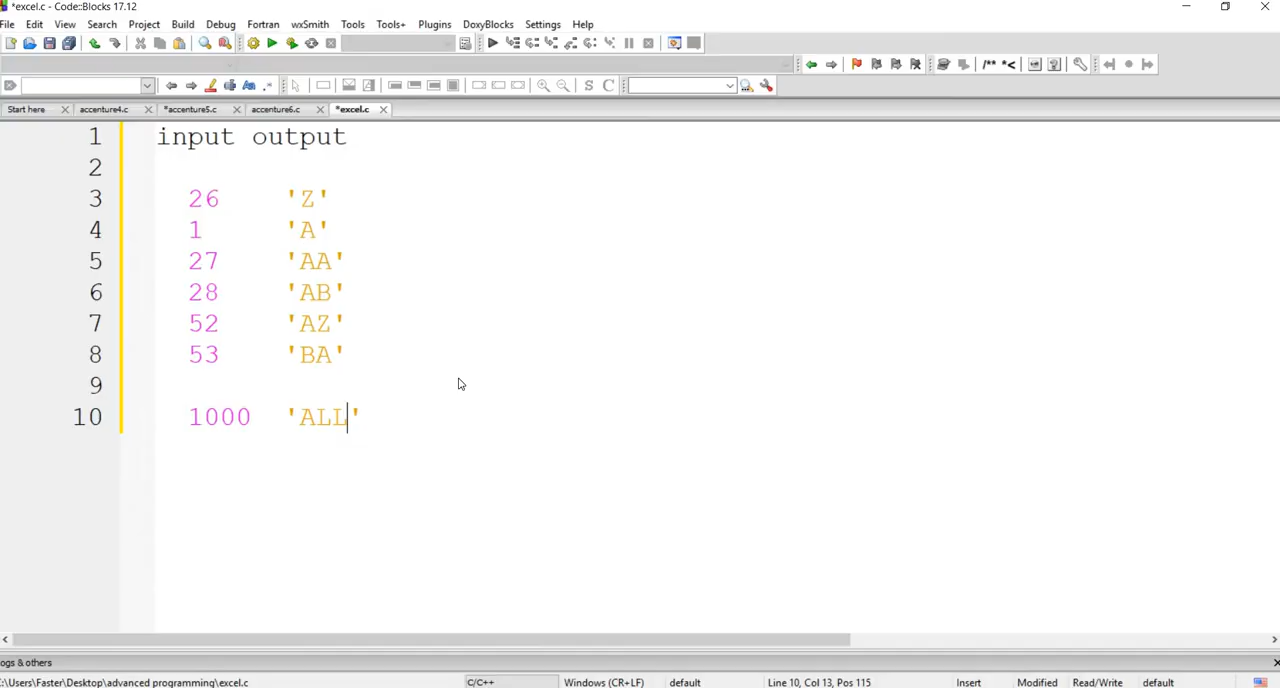 *excel.c - Code::Blocks 17.12
File Edit View Search Project Build Debug Fortran wxSmith Tools Tools+ Plugins DoxyBlocks Settings Help
/** *<
S C
Start here accenture4.c *accenture5.c accenture6.c *excel.c
1 input output
2
3 26 'Z'
4 1 'A'
5 27 'AA'
6 28 'AB'
7 52 'AZ'
8 53 'BA'
9
10 1000 'ALL'
ogs & others
:\Users\Faster\Desktop\advanced programming\excel.c C/C++ Windows (CR+LF) default Line 10, Col 13, Pos 115 Insert Modified Read/Write default